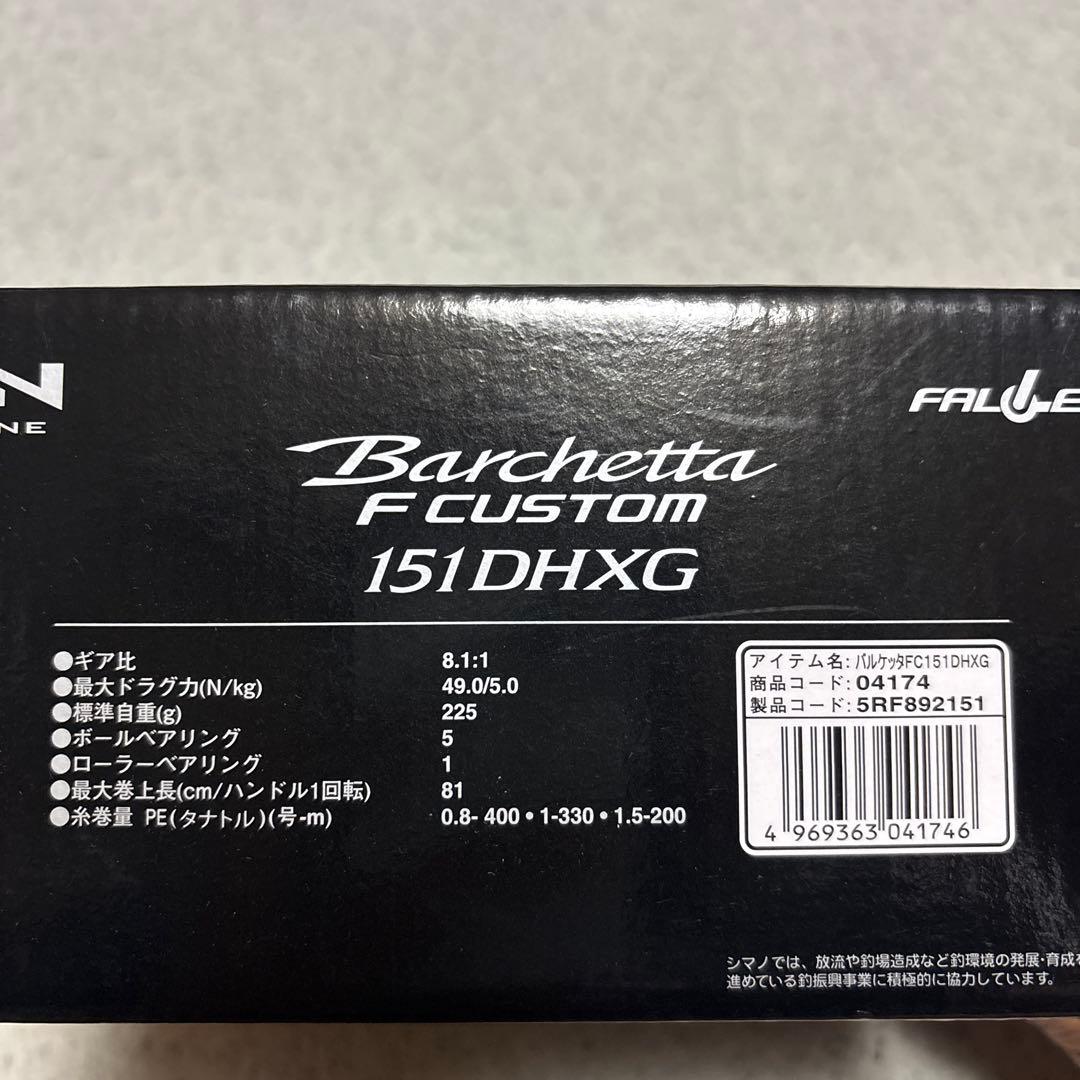 NE
FAL
Barchetta
F CUSTOM
151DHXG
●ギア比 8.1:1
●最大ドラグ力(N/kg) 49.0/5.0
●標準自重(g) 225
●ボールベアリング 5
●ローラーベアリング 1
●最大巻上長(cm/ハンドル1回転) 81
●糸巻量 PE(タナトル)(号-m) 0.8- 400・1-330・1.5-200
アイテム名: バルケッタFC151DHXG
商品コード: 04174
製品コード: 5RF892151
4 969363 041746
シマノでは、放流や釣場造成など釣環境の発展・育成を
進めている釣振興事業に積極的に協力しています。